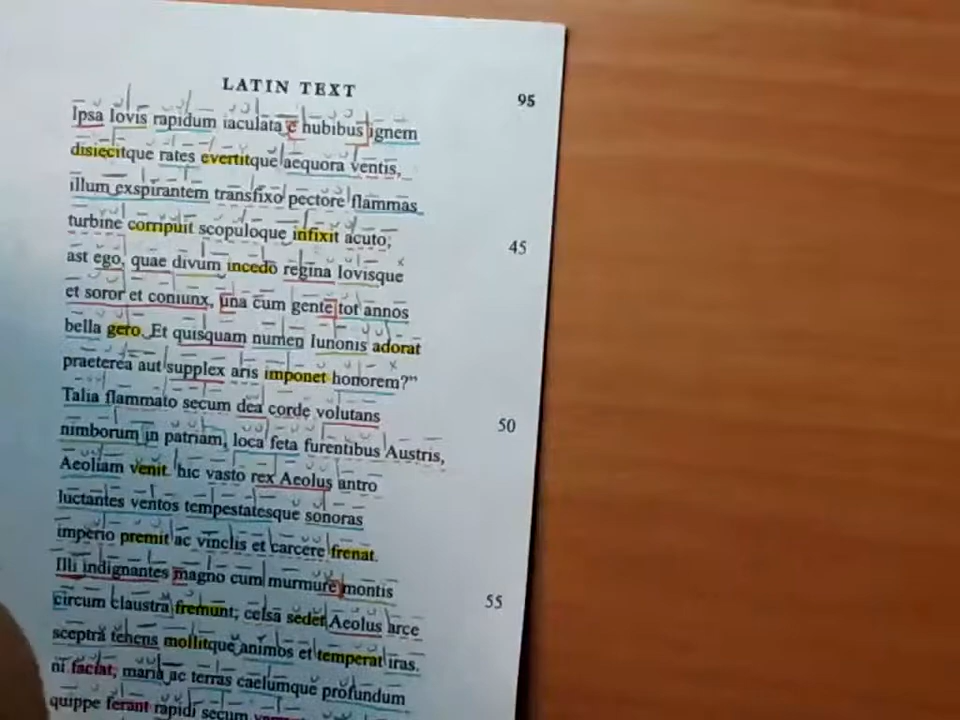 LATIN TEXT 95
Ipsa Iovis rapidum iaculata e nubibus ignem
disiecitque rates evertitque aequora ventis,
illum exspirantem transfixo pectore flammas
turbine corripuit scopuloque infixit acuto; 45
ast ego, quae divum incedo regina Iovisque
et soror et coniunx, una cum gente tot annos
bella gero. Et quisquam numen Iunonis adorat
praeterea aut supplex aris imponet honorem?”
Talia flammato secum dea corde volutans 50
nimborum in patriam, loca feta furentibus Austris,
Aeoliam venit. hic vasto rex Aeolus antro
luctantes ventos tempestatesque sonoras
imperio premit ac vinclis et carcere frenat.
Illi indignantes magno cum murmure montis 55
circum claustra fremunt; celsa sedet Aeolus arce
sceptra tenens mollitque animos et temperat iras.
ni faciat, maria ac terras caelumque profundum
quippe ferant rapidi secum